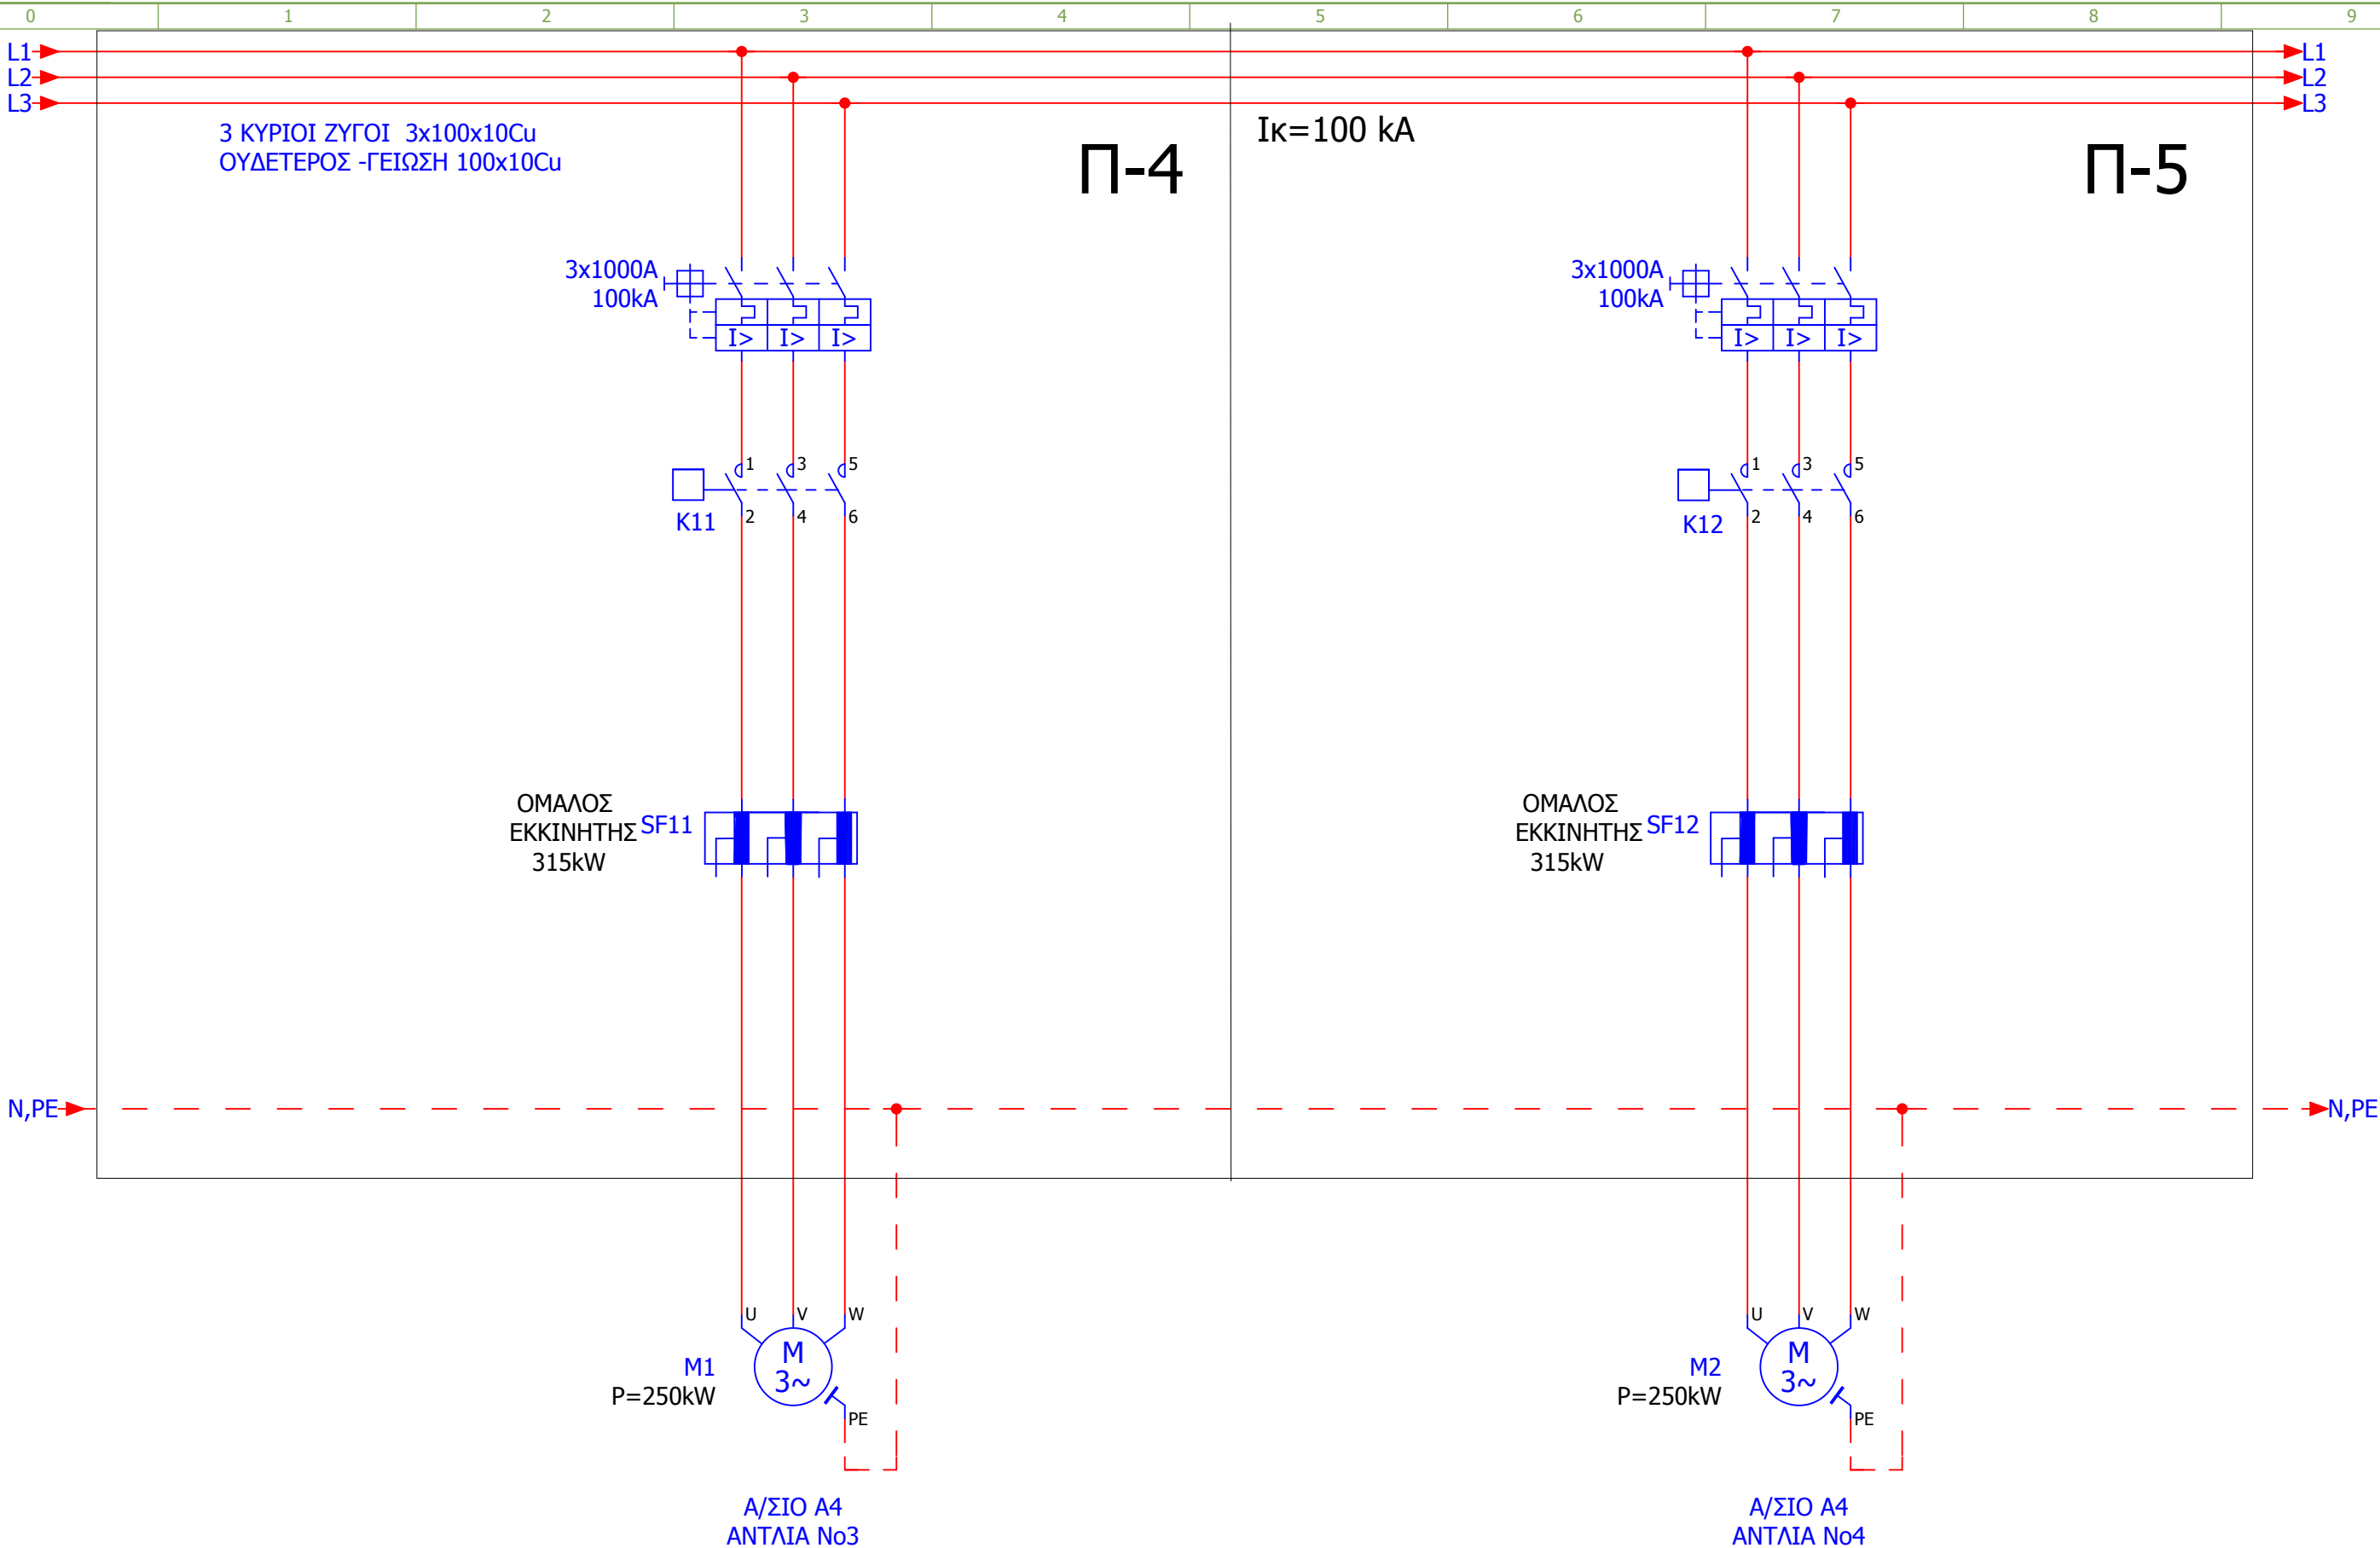 0 1 2 3 4 5 6 7 8 9
L1 L1
L2 L2
L3 L3
3 ΚΥΡΙΟΙ ΖΥΓΟΙ 3x100x10Cu
ΟΥΔΕΤΕΡΟΣ -ΓΕΙΩΣΗ 100x10Cu
Π-4
Iκ=100 kA
Π-5
3x1000A
100kA
I> I> I>
3x1000A
100kA
I> I> I>
1 3 5
K11
2 4 6
1 3 5
K12
2 4 6
ΟΜΑΛΟΣ
ΕΚΚΙΝΗΤΗΣ SF11
315kW
ΟΜΑΛΟΣ
ΕΚΚΙΝΗΤΗΣ SF12
315kW
N,PE N,PE
U V W
M
3~
M1
P=250kW
PE
U V W
M
3~
M2
P=250kW
PE
Α/ΣΙΟ Α4
ΑΝΤΛΙΑ Νο3
Α/ΣΙΟ Α4
ΑΝΤΛΙΑ Νο4